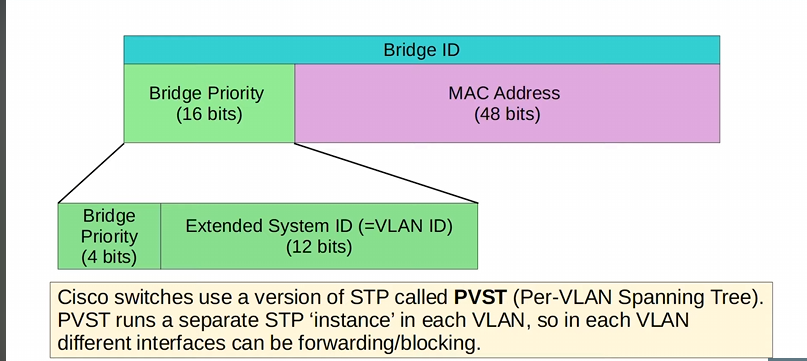 Bridge ID
Bridge Priority
(16 bits)
MAC Address
(48 bits)
Bridge
Priority
(4 bits)
Extended System ID (=VLAN ID)
(12 bits)
Cisco switches use a version of STP called PVST (Per-VLAN Spanning Tree).
PVST runs a separate STP ‘instance’ in each VLAN, so in each VLAN
different interfaces can be forwarding/blocking.